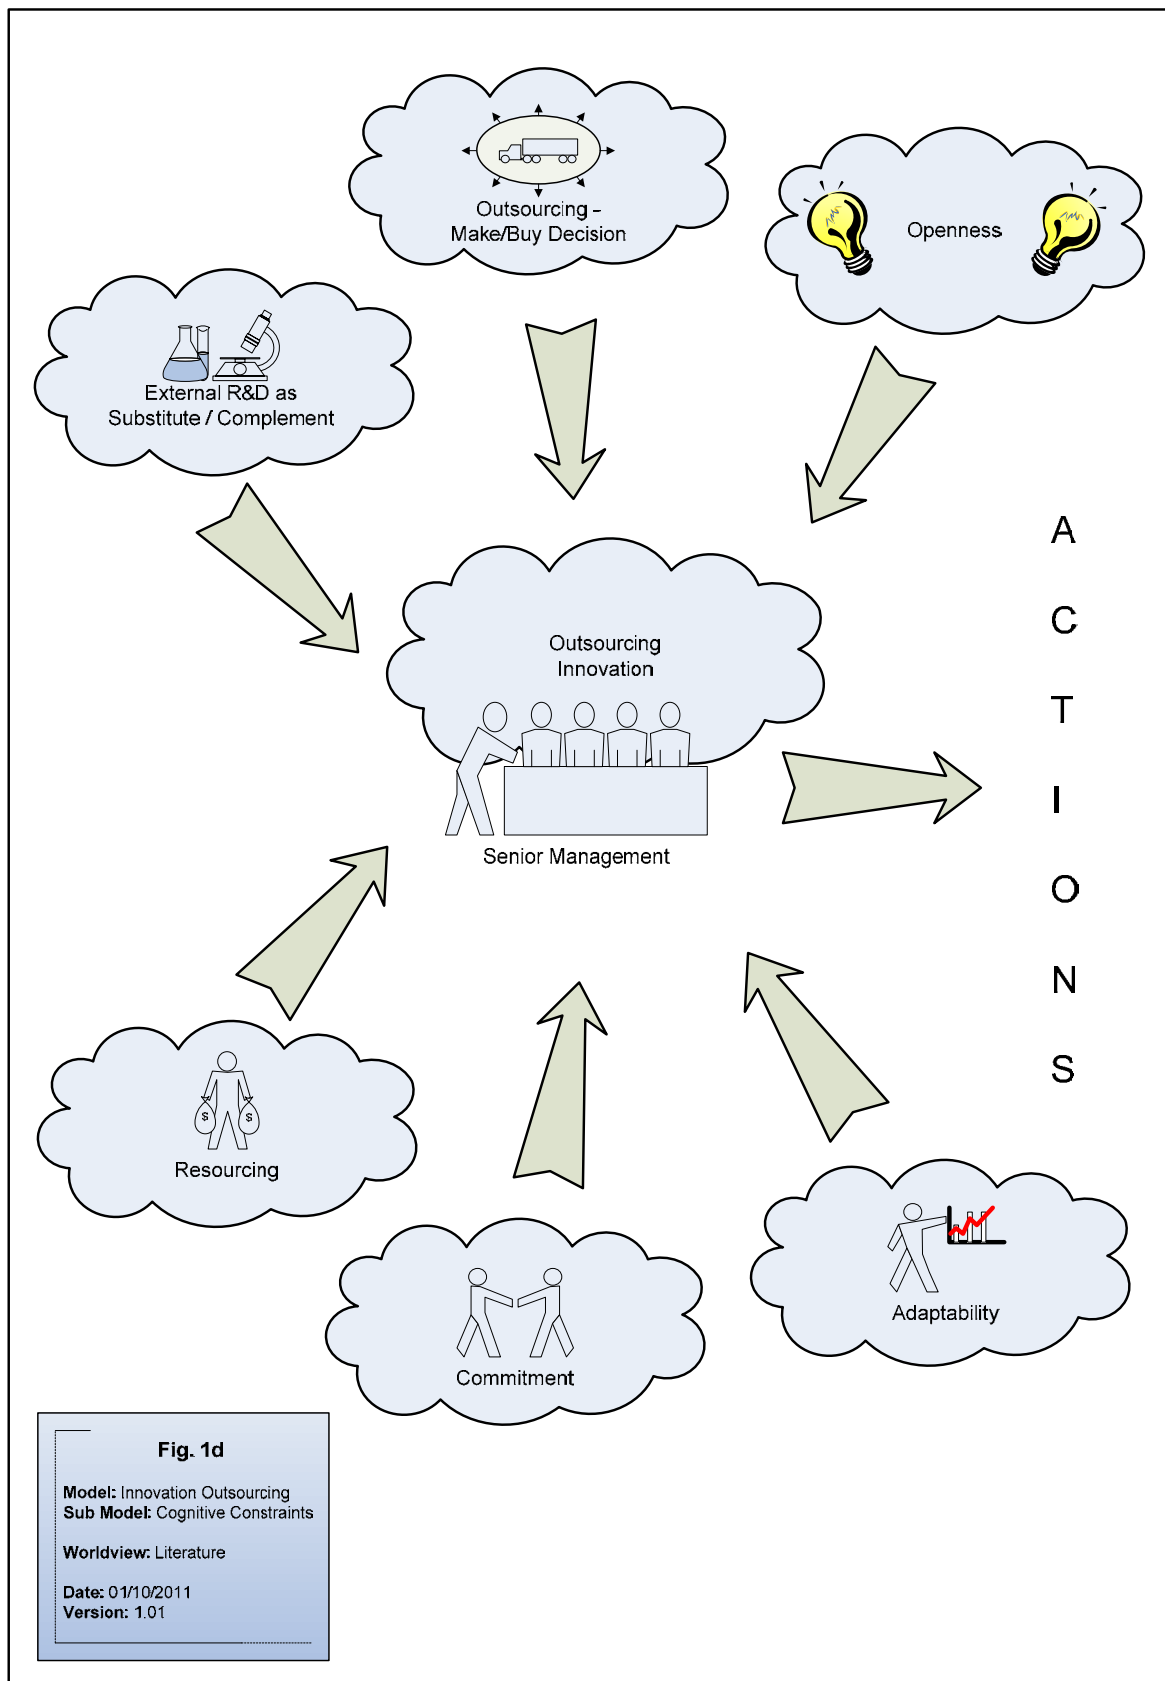 Outsourcing –
Make/Buy Decision
Openness
External R&D as
Substitute / Complement
Outsourcing
Innovation
Senior Management
A
C
T
I
O
N
S
$ $
Resourcing
Commitment
Adaptability
Fig. 1d
Model: Innovation Outsourcing
Sub Model: Cognitive Constraints
Worldview: Literature
Date: 01/10/2011
Version: 1.01